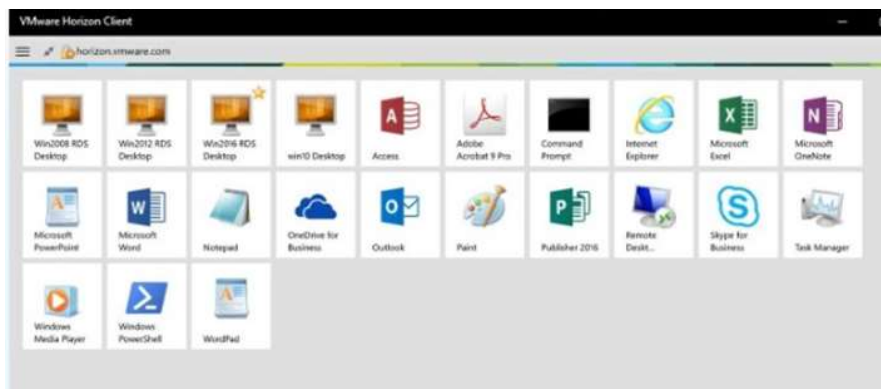 VMware Horizon Client
horizon.vmware.com
Win2008 RDS
Desktop
Win2012 RDS
Desktop
Win2016 RDS
Desktop
win10 Desktop
Access
Adobe
Acrobat 9 Pro
Command
Prompt
Internet
Explorer
Microsoft
Excel
Microsoft
OneNote
Microsoft
PowerPoint
Microsoft
Word
Notepad
OneDrive for
Business
Outlook
Paint
Publisher 2016
Remote
Deskt...
Skype for
Business
Task Manager
Windows
Media Player
Windows
PowerShell
WordPad